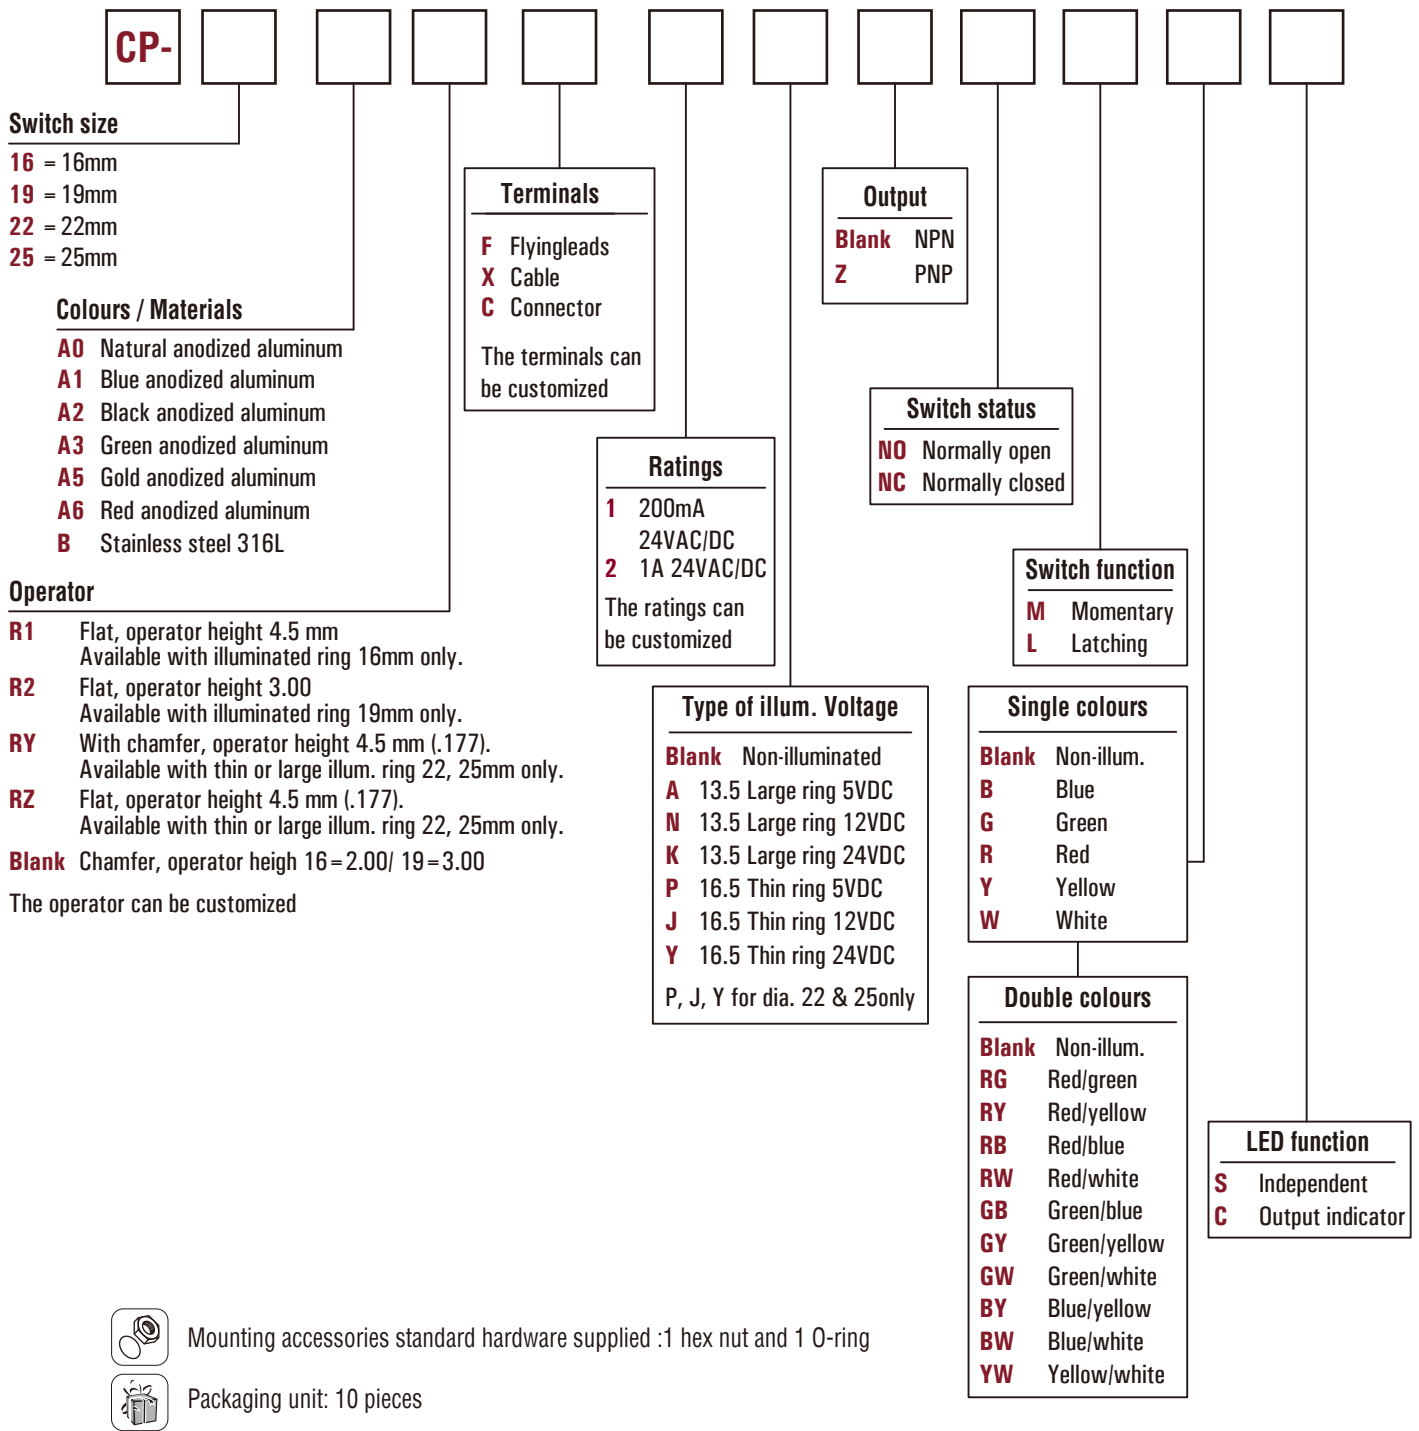 CP-
Switch size
16 = 16mm
19 = 19mm
22 = 22mm
25 = 25mm
Colours / Materials
A0 Natural anodized aluminum
A1 Blue anodized aluminum
A2 Black anodized aluminum
A3 Green anodized aluminum
A5 Gold anodized aluminum
A6 Red anodized aluminum
B Stainless steel 316L
Operator
R1 Flat, operator height 4.5 mm
Available with illuminated ring 16mm only.
R2 Flat, operator height 3.00
Available with illuminated ring 19mm only.
RY With chamfer, operator height 4.5 mm (.177).
Available with thin or large illum. ring 22, 25mm only.
RZ Flat, operator height 4.5 mm (.177).
Available with thin or large illum. ring 22, 25mm only.
Blank Chamfer, operator heigh 16=2.00/ 19=3.00
The operator can be customized
Terminals
F Flyingleads
X Cable
C Connector
The terminals can
be customized
Ratings
1 200mA
24VAC/DC
2 1A 24VAC/DC
The ratings can
be customized
Type of illum. Voltage
Blank Non-illuminated
A 13.5 Large ring 5VDC
N 13.5 Large ring 12VDC
K 13.5 Large ring 24VDC
P 16.5 Thin ring 5VDC
J 16.5 Thin ring 12VDC
Y 16.5 Thin ring 24VDC
P, J, Y for dia. 22 & 25only
Output
Blank NPN
Z PNP
Switch status
NO Normally open
NC Normally closed
Switch function
M Momentary
L Latching
Single colours
Blank Non-illum.
B Blue
G Green
R Red
Y Yellow
W White
Double colours
Blank Non-illum.
RG Red/green
RY Red/yellow
RB Red/blue
RW Red/white
GB Green/blue
GY Green/yellow
GW Green/white
BY Blue/yellow
BW Blue/white
YW Yellow/white
LED function
S Independent
C Output indicator
Mounting accessories standard hardware supplied :1 hex nut and 1 O-ring
Packaging unit: 10 pieces